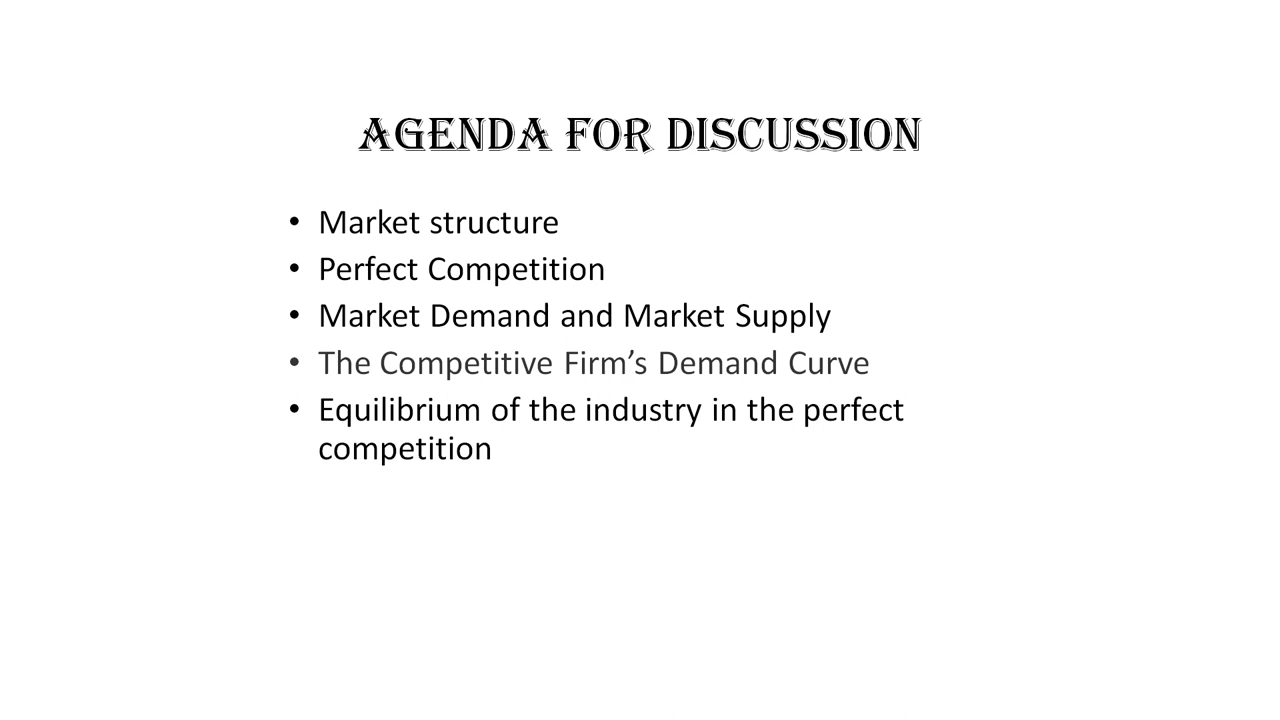 AGENDA FOR DISCUSSION
• Market structure
• Perfect Competition
• Market Demand and Market Supply
• The Competitive Firm’s Demand Curve
• Equilibrium of the industry in the perfect
competition